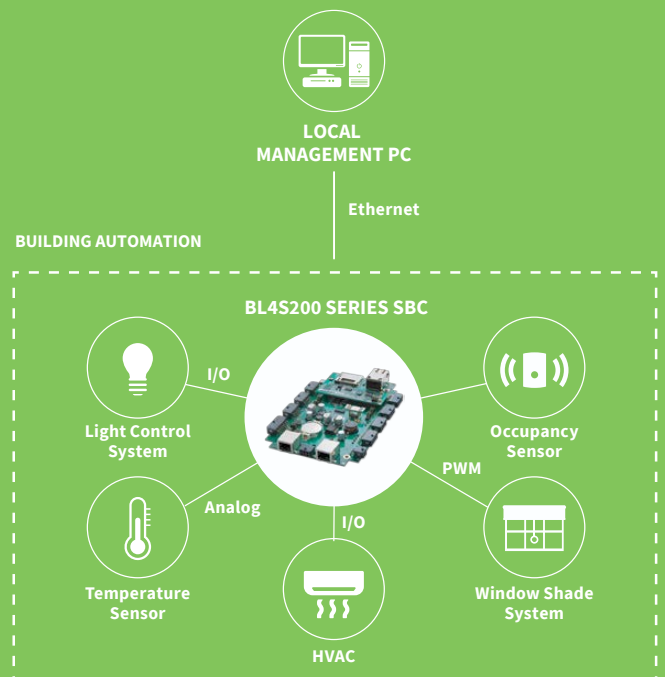 LOCAL
MANAGEMENT PC
Ethernet
BUILDING AUTOMATION
BL4S200 SERIES SBC
I/O
Light Control
System
Occupancy
Sensor
PWM
Analog
I/O
Temperature
Sensor
Window Shade
System
HVAC